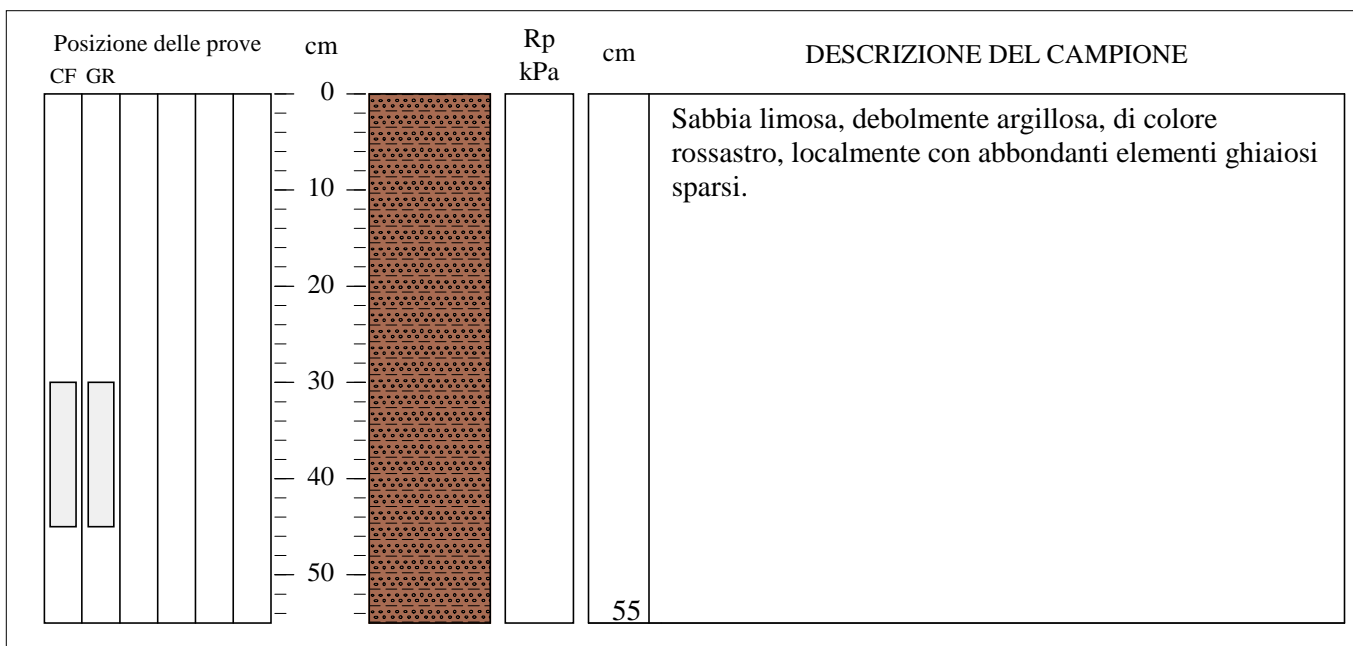 Posizione delle prove
CF GR
cm
Rp
kPa
cm
DESCRIZIONE DEL CAMPIONE
0
10
20
30
40
50
55
Sabbia limosa, debolmente argillosa, di colore
rossastro, localmente con abbondanti elementi ghiaiosi
sparsi.